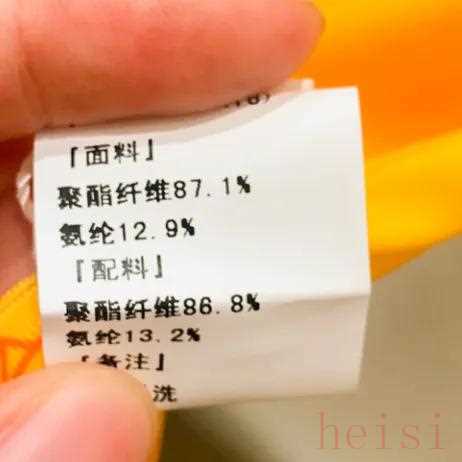 「面料」
聚酯纤维87.1%
氨纶12.9%
「配料」
聚酯纤维86.8%
氨纶13.2%
「备注」
洗
heisi